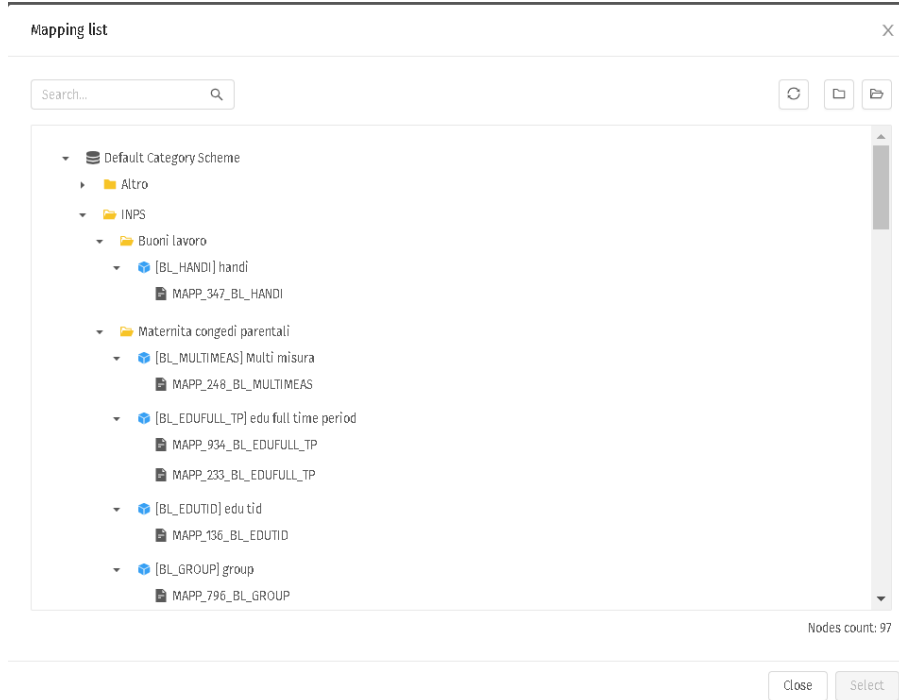 Mapping list
Search...
Default Category Scheme
Altro
INPS
Buoni lavoro
[BL_HANDI] handi
MAPP_347_BL_HANDI
Maternita congedi parentali
[BL_MULTIMEAS] Multi misura
MAPP_248_BL_MULTIMEAS
[BL_EDUFULL_TP] edu full time period
MAPP_934_BL_EDUFULL_TP
MAPP_233_BL_EDUFULL_TP
[BL_EDUTID] edu tid
MAPP_136_BL_EDUTID
[BL_GROUP] group
MAPP_796_BL_GROUP
Nodes count: 97
Close Select